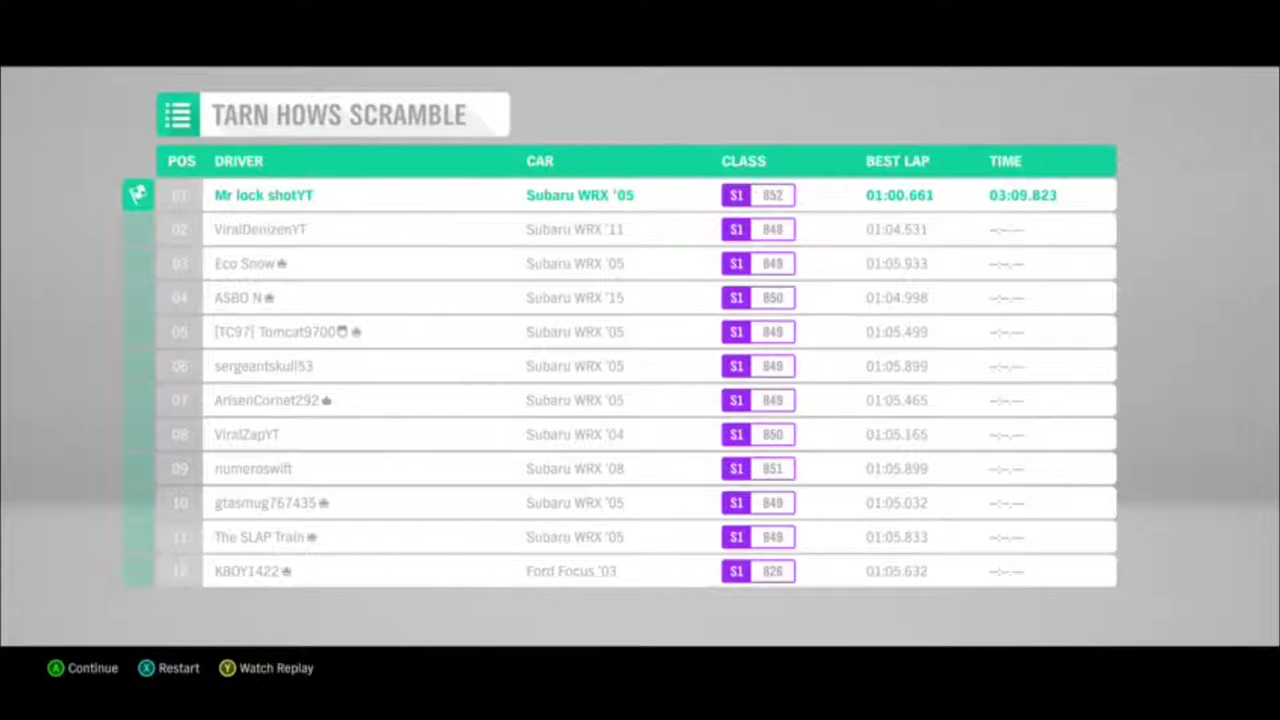 TARN HOWS SCRAMBLE
POS DRIVER CAR CLASS BEST LAP TIME
01 Mr lock shotYT Subaru WRX '05 S1 852 01:00.661 03:09.823
02 ViralDenizenYT Subaru WRX '11 S1 848 01:04.531 --:--.---
03 Eco Snow Subaru WRX '05 S1 849 01:05.933 --:--.---
04 ASBO N Subaru WRX '15 S1 850 01:04.998 --:--.---
05 [TC97] Tomcat9700 Subaru WRX '05 S1 849 01:05.499 --:--.---
06 sergeantskull53 Subaru WRX '05 S1 849 01:05.899 --:--.---
07 ArisenCornet292 Subaru WRX '05 S1 849 01:05.465 --:--.---
08 ViralZapYT Subaru WRX '04 S1 850 01:05.165 --:--.---
09 numeroswift Subaru WRX '08 S1 851 01:05.899 --:--.---
10 gtasmug767435 Subaru WRX '05 S1 849 01:05.032 --:--.---
11 The SLAP Train Subaru WRX '05 S1 849 01:05.833 --:--.---
12 KBOY1422 Ford Focus '03 S1 826 01:05.632 --:--.---
A Continue X Restart Y Watch Replay